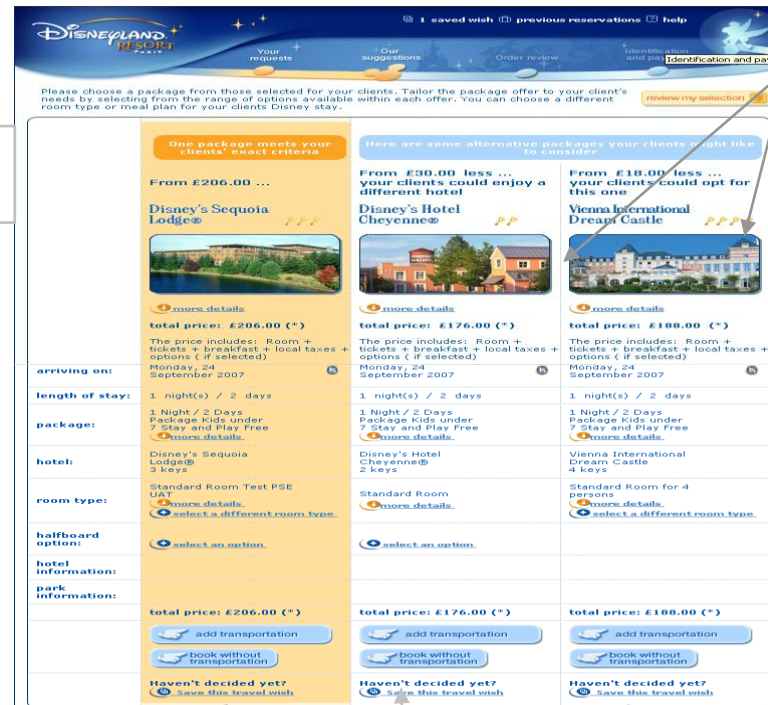 DISNEYLAND
RESORT
PARIS
1 saved wish previous reservations help
Your requests
Our suggestions
Order review
Identification and pay
Identification and pay
Please choose a package from those selected for your clients. Tailor the package offer to your client's
needs by selecting from the range of options available within each offer. You can choose a different
room type or meal plan for your clients Disney stay.
review my selection
One package meets your
clients' exact criteria
Here are some alternative packages your clients might like
to consider
From £206.00 ...
From £30.00 less ...
your clients could enjoy a
different hotel
From £18.00 less ...
your clients could opt for
this one
Disney's Sequoia
Lodge®
Disney's Hotel
Cheyenne®
Vienna International
Dream Castle
more details
more details
more details
total price: £206.00 (*)
total price: £176.00 (*)
total price: £188.00 (*)
The price includes: Room +
tickets + breakfast + local taxes +
options ( if selected)
The price includes: Room +
tickets + breakfast + local taxes +
options ( if selected)
The price includes: Room +
tickets + breakfast + local taxes +
options ( if selected)
arriving on:
Monday, 24
September 2007
Monday, 24
September 2007
Monday, 24
September 2007
length of stay:
1 night(s) / 2 days
1 night(s) / 2 days
1 night(s) / 2 days
package:
1 Night / 2 Days
Package Kids under
7 Stay and Play Free
more details
1 Night / 2 Days
Package Kids under
7 Stay and Play Free
more details
1 Night / 2 Days
Package Kids under
7 Stay and Play Free
more details
hotel:
Disney's Sequoia
Lodge®
3 keys
Disney's Hotel
Cheyenne®
2 keys
Vienna International
Dream Castle
4 keys
room type:
Standard Room Test PSE
UAT
more details
select a different room type
Standard Room
more details
Standard Room for 4
persons
more details
select a different room type
halfboard
option:
select an option
select an option
hotel
information:
park
information:
total price: £206.00 (*)
total price: £176.00 (*)
total price: £188.00 (*)
add transportation
add transportation
add transportation
book without
transportation
book without
transportation
book without
transportation
Haven't decided yet?
Save this travel wish
Haven't decided yet?
Save this travel wish
Haven't decided yet?
Save this travel wish